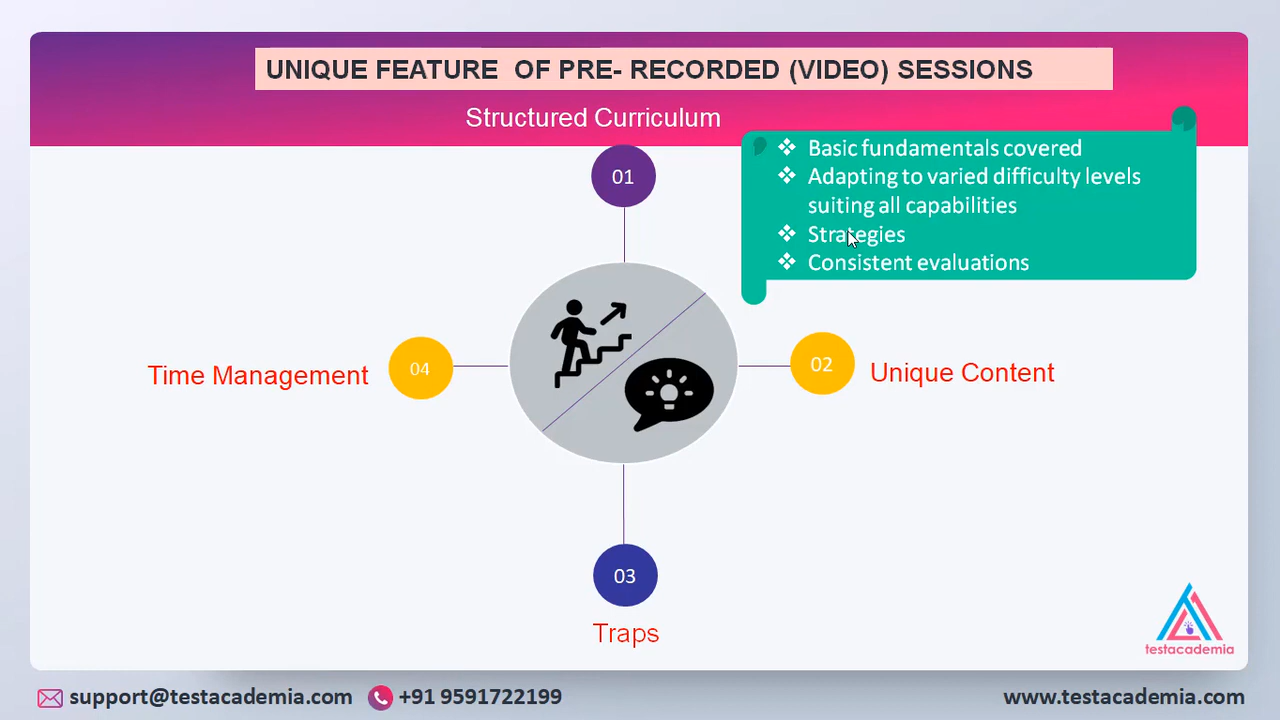 UNIQUE FEATURE OF PRE- RECORDED (VIDEO) SESSIONS
Structured Curriculum
01
❖ Basic fundamentals covered
❖ Adapting to varied difficulty levels
suiting all capabilities
❖ Strategies
❖ Consistent evaluations
Time Management
04
02
Unique Content
03
Traps
testacademia
support@testacademia.com
+91 9591722199
www.testacademia.com